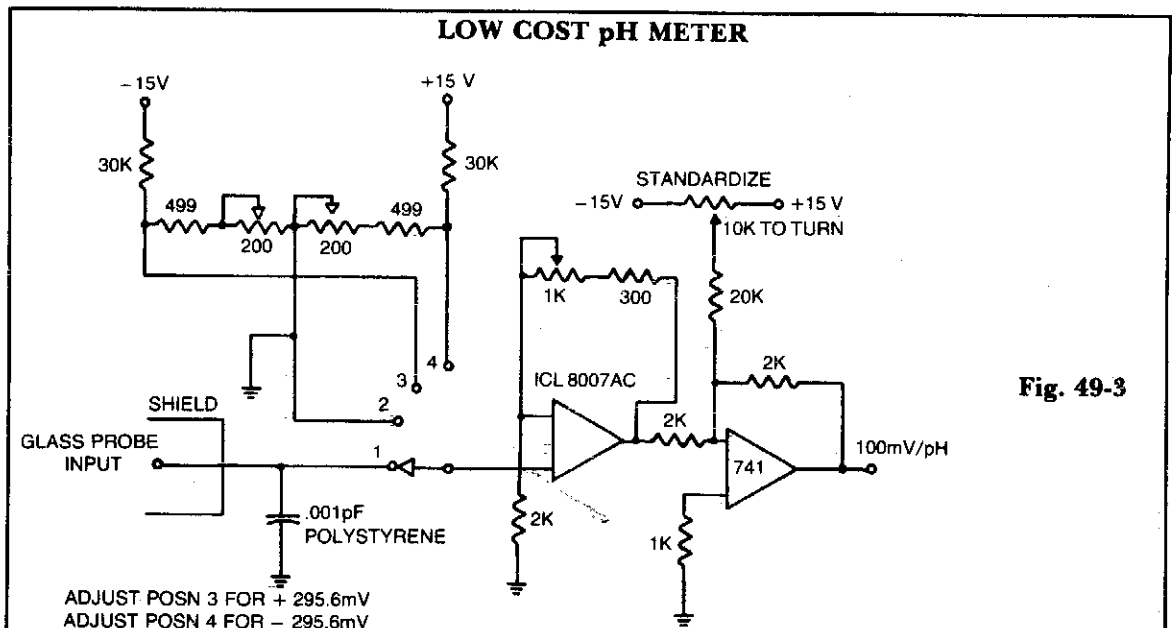 LOW COST pH METER
−15V
+15 V
30K
30K
499
200
200
499
STANDARDIZE
−15V
+15 V
10K TO TURN
1K
300
20K
4
3
2
ICL 8007AC
2K
2K
Fig. 49-3
SHIELD
GLASS PROBE
INPUT
1
741
100mV/pH
.001pF
POLYSTYRENE
2K
1K
ADJUST POSN 3 FOR + 295.6mV
ADJUST POSN 4 FOR − 295.6mV